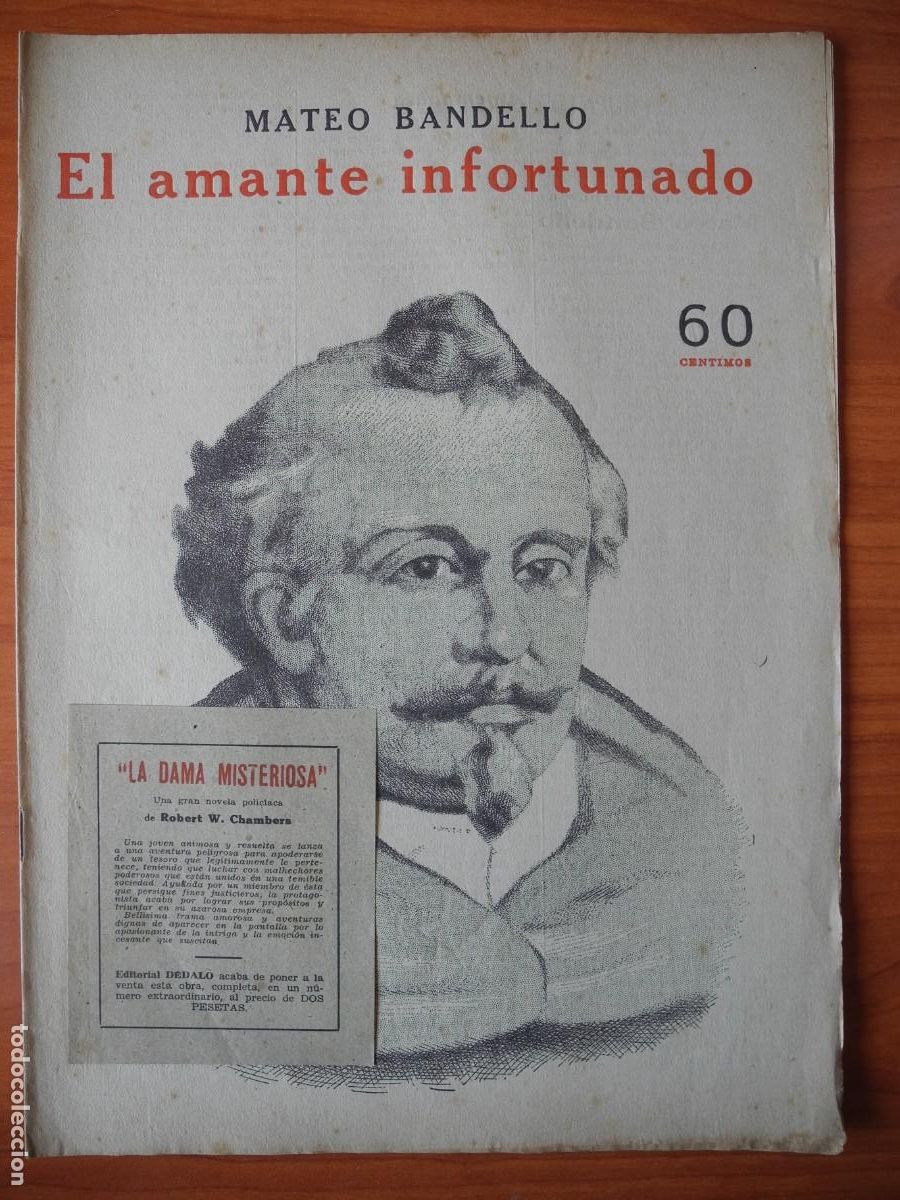 MATEO BANDELLO
El amante infortunado
60
CENTIMOS
"LA DAMA MISTERIOSA"
Una gran novela policiaca
de Robert W. Chambers
Una joven animosa y resuelta se lanza
a una aventura peligrosa para apoderarse
de un tesoro que legítimamente le perte-
nece, teniendo que luchar con malhechores
poderosos que están unidos en una temible
sociedad. Ayudada por un miembro de ésta
que persigue fines justicieros, la protago-
nista acaba por lograr sus propósitos y
triunfar en su azarosa empresa.
Bellísima trama amorosa y aventuras
dignas de aparecer en la pantalla por lo
apasionante de la intriga y la emoción in-
cesante que suscitan.
Editorial DEDALO acaba de poner a la
venta esta obra, completa, en un nú-
mero extraordinario, al precio de DOS
PESETAS.
todocoleccion